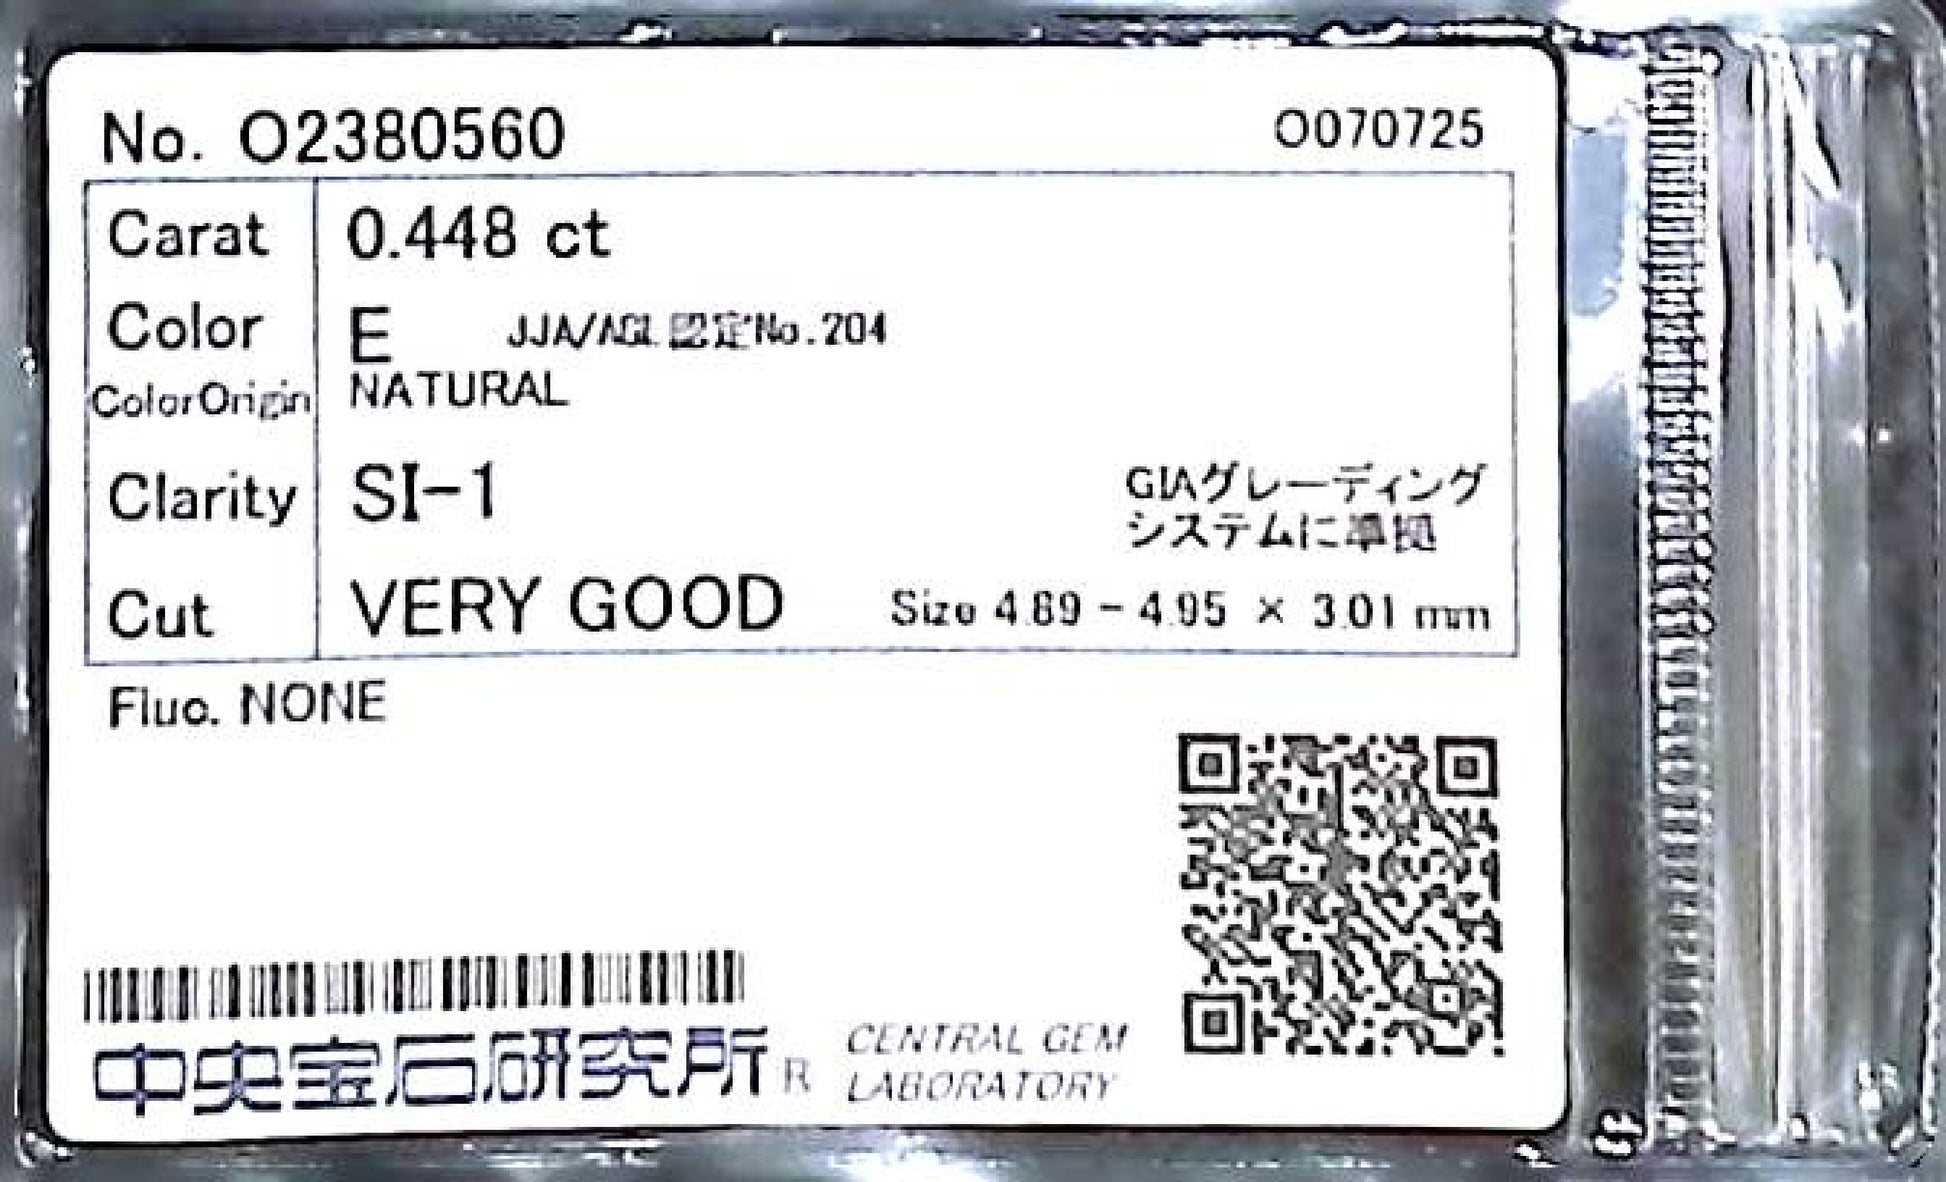 No. O2380560 O070725
Carat 0.448 ct
Color E JJA/AGL認定No.204
ColorOrigin NATURAL
Clarity SI-1 GIAグレーディング
システムに準拠
Cut VERY GOOD Size 4.89 - 4.95 × 3.01 mm
Fluo. NONE
中央宝石研究所 R CENTRAL GEM
LABORATORY